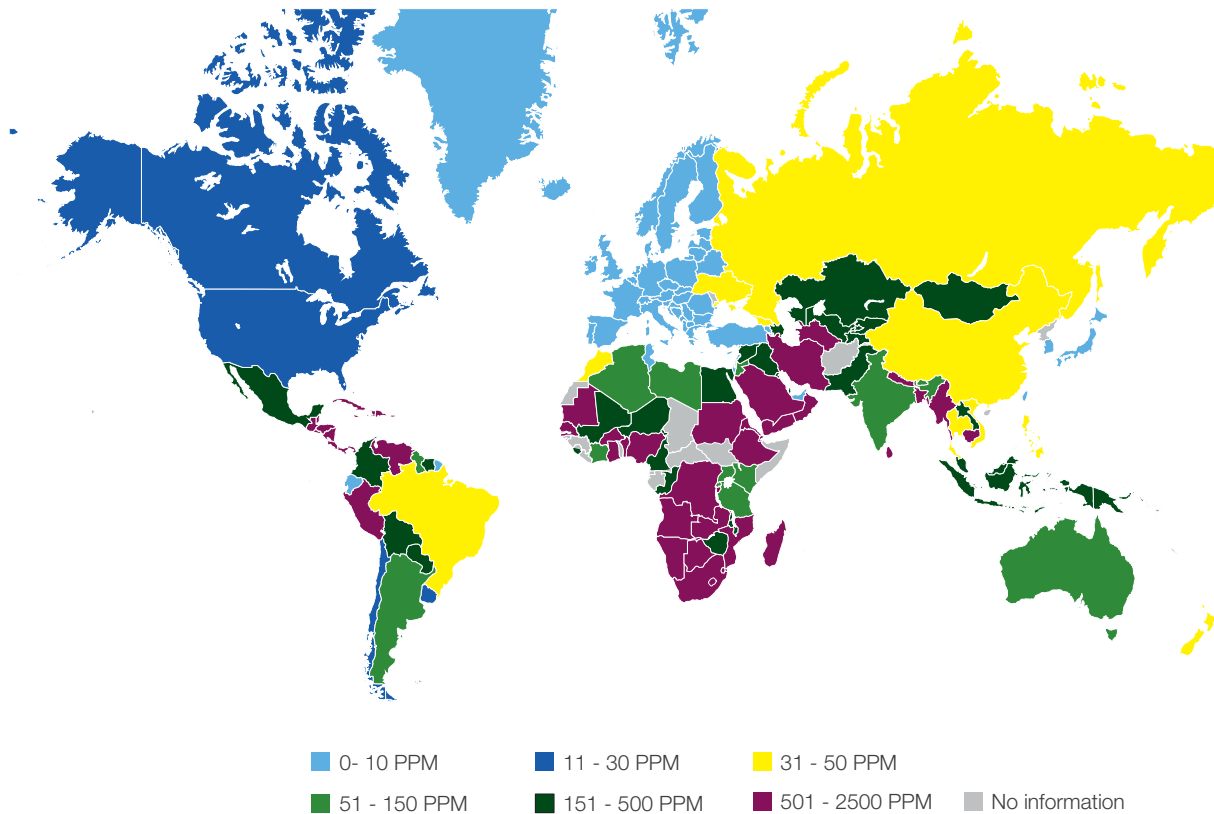 0- 10 PPM
11 - 30 PPM
31 - 50 PPM
51 - 150 PPM
151 - 500 PPM
501 - 2500 PPM
No information